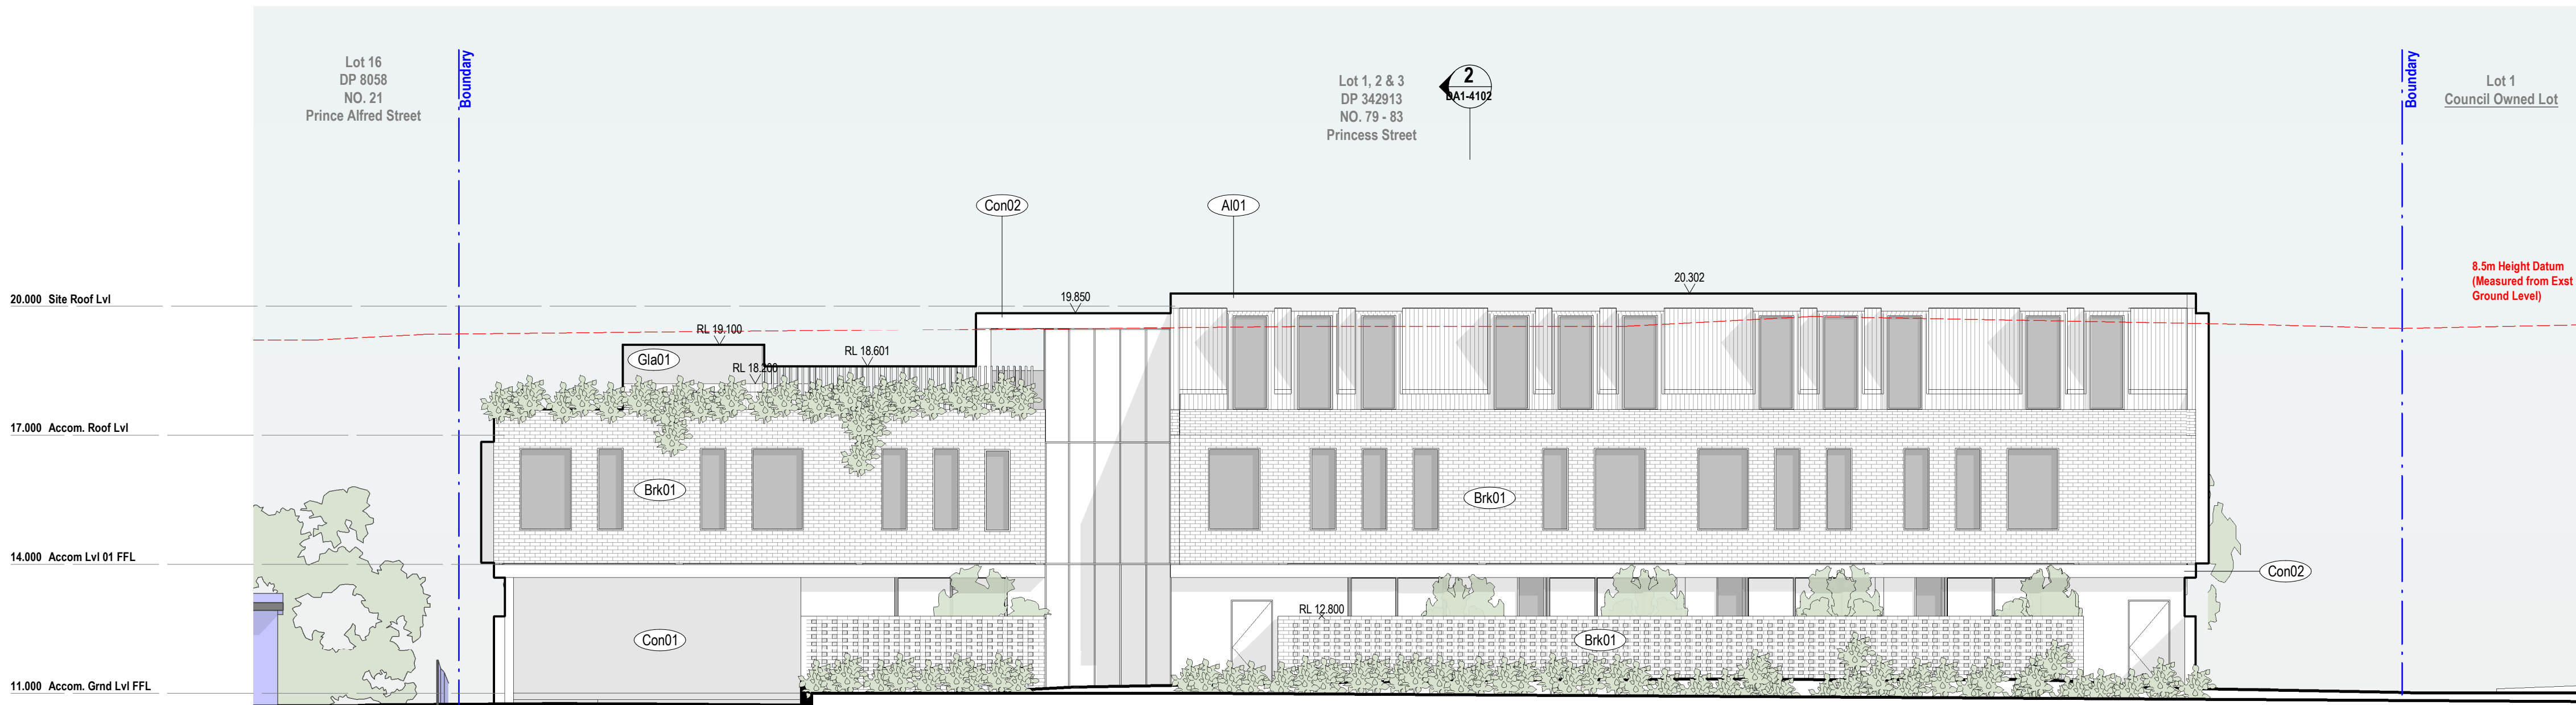 Lot 16
DP 8058
NO. 21
Prince Alfred Street
Boundary
Lot 1, 2 & 3
DP 342913
NO. 79 - 83
Princess Street
2
DA1-4102
Boundary
Lot 1
Council Owned Lot
Con02
Al01
8.5m Height Datum
(Measured from Exst
Ground Level)
20.302
20.000 Site Roof Lvl
19.850
RL 19.100
RL 18.601
Gla01
RL 18.200
17.000 Accom. Roof Lvl
Brk01
Brk01
14.000 Accom Lvl 01 FFL
Con02
RL 12.800
Con01
Brk01
11.000 Accom. Grnd Lvl FFL